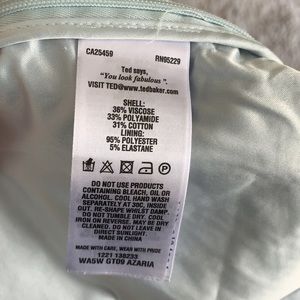 CA25459 RN95229
Ted says,
"You look fabulous".
VISIT TED@www.tedbaker.com
SHELL:
36% VISCOSE
33% POLYAMIDE
31% COTTON
LINING:
95% POLYESTER
5% ELASTANE
DO NOT USE PRODUCTS
CONTAINING BLEACH, OIL, OR
ALCOHOL. COOL HAND WASH
SEPARATELY AT 30C, INSIDE
OUT. RE-SHAPE WHILST DAMP.
DO NOT TUMBLE DRY. COOL
IRON ON REVERSE. MAY BE DRY
CLEANED. DO NOT LEAVE IN
DIRECT SUNLIGHT.
MADE IN CHINA
MADE WITH CARE, WEAR WITH PRIDE
1221 138233
WA5W GT09 AZARIA